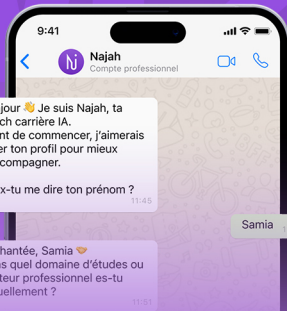 9:41
Najah
Compte professionnel
jour 👋 Je suis Najah, ta
ch carrière IA.
nt de commencer, j'aimerais
er ton profil pour mieux
compagner.
x-tu me dire ton prénom ?
11:45
Samia
hantée, Samia 🤝
s quel domaine d'études ou
teur professionnel es-tu
uellement ?
11:51